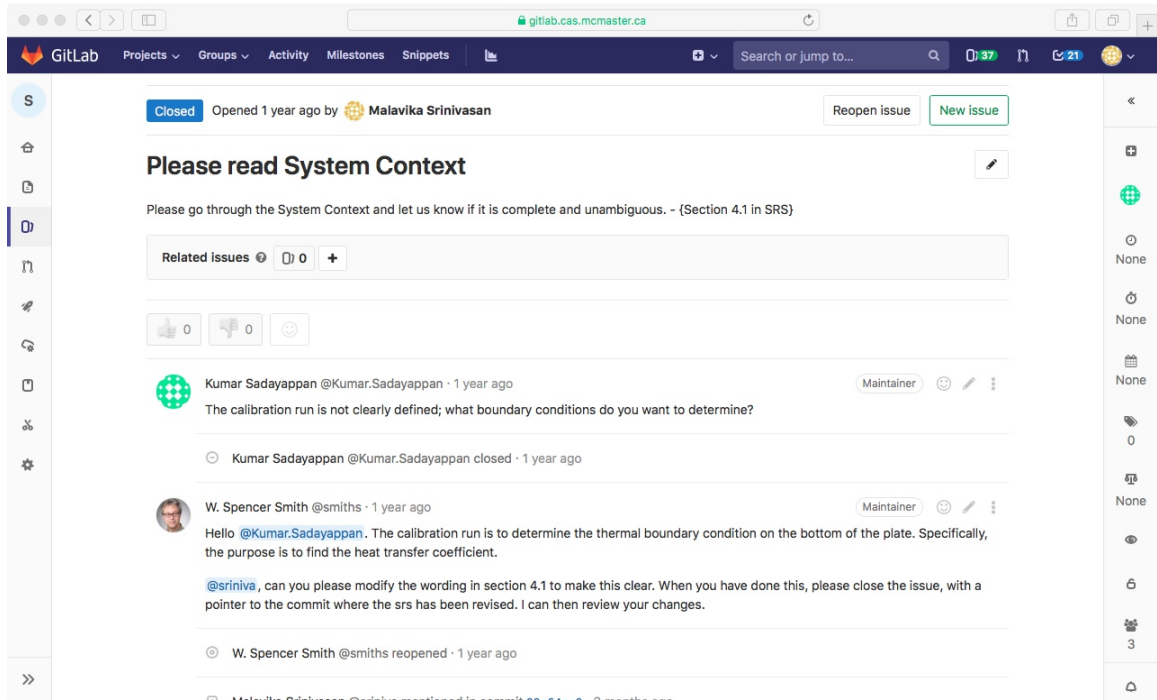 gitlab.cas.mcmaster.ca
GitLab Projects Groups Activity Milestones Snippets Search or jump to... 37 21
S
Closed Opened 1 year ago by Malavika Srinivasan Reopen issue New issue
Please read System Context
Please go through the System Context and let us know if it is complete and unambiguous. - {Section 4.1 in SRS}
Related issues 0
0 0
Kumar Sadayappan @Kumar.Sadayappan · 1 year ago Maintainer
The calibration run is not clearly defined; what boundary conditions do you want to determine?
Kumar Sadayappan @Kumar.Sadayappan closed · 1 year ago
W. Spencer Smith @smiths · 1 year ago Maintainer
Hello @Kumar.Sadayappan. The calibration run is to determine the thermal boundary condition on the bottom of the plate. Specifically,
the purpose is to find the heat transfer coefficient.
@sriniva, can you please modify the wording in section 4.1 to make this clear. When you have done this, please close the issue, with a
pointer to the commit where the srs has been revised. I can then review your changes.
W. Spencer Smith @smiths reopened · 1 year ago
Malavika Srinivasan @sriniva mentioned in commit months ago
None
None
None
0
None
3